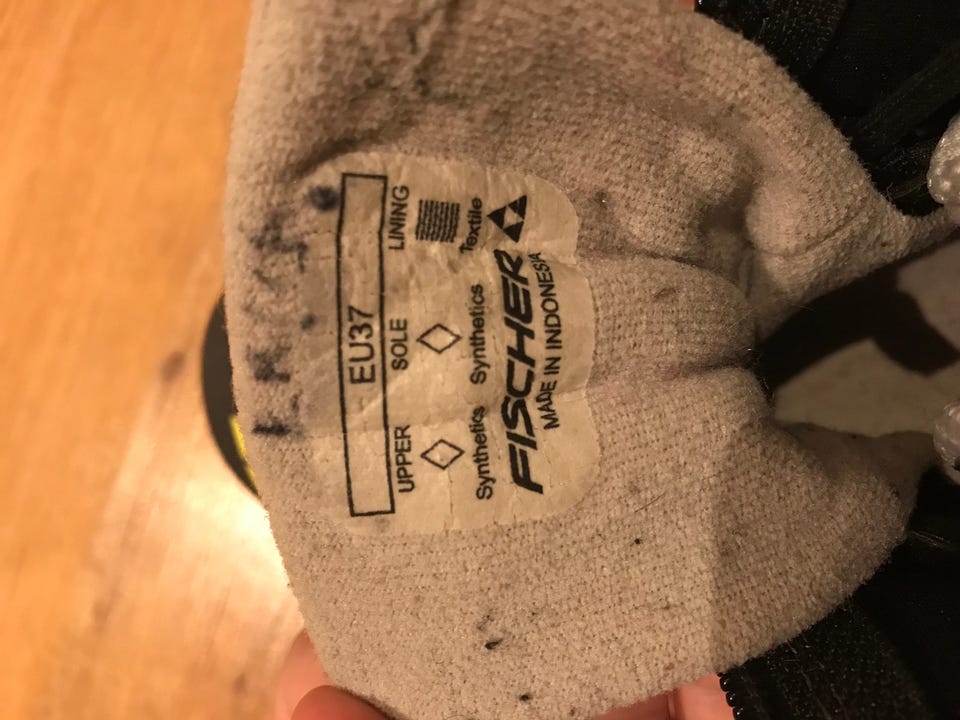 EU37
UPPER SOLE LINING
Synthetics Synthetics Textile
FISCHER
MADE IN INDONESIA